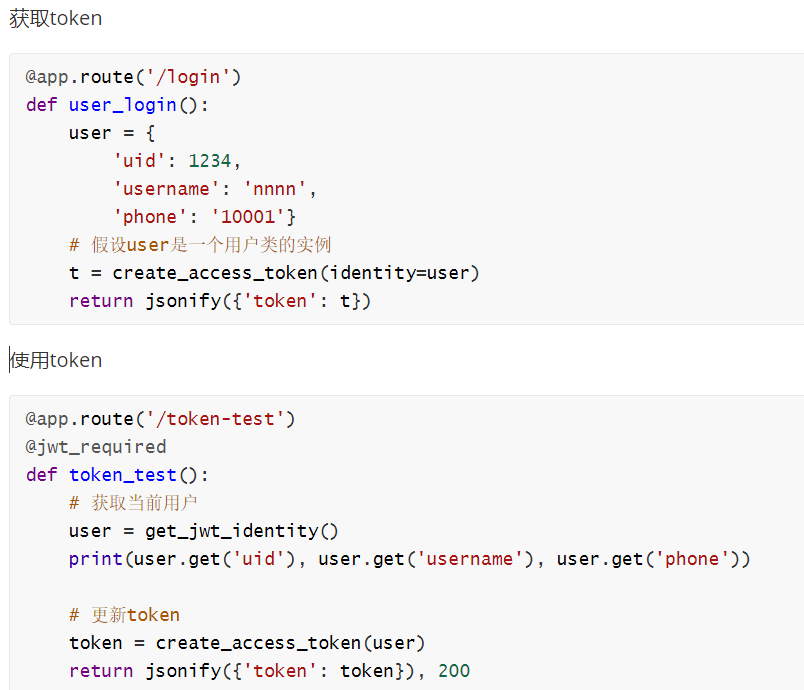 获取token
@app.route('/login')
def user_login():
    user = {
        'uid': 1234,
        'username': 'nnnn',
        'phone': '10001'}
    # 假设user是一个用户类的实例
    t = create_access_token(identity=user)
    return jsonify({'token': t})
使用token
@app.route('/token-test')
@jwt_required
def token_test():
    # 获取当前用户
    user = get_jwt_identity()
    print(user.get('uid'), user.get('username'), user.get('phone'))
    # 更新token
    token = create_access_token(user)
    return jsonify({'token': token}), 200